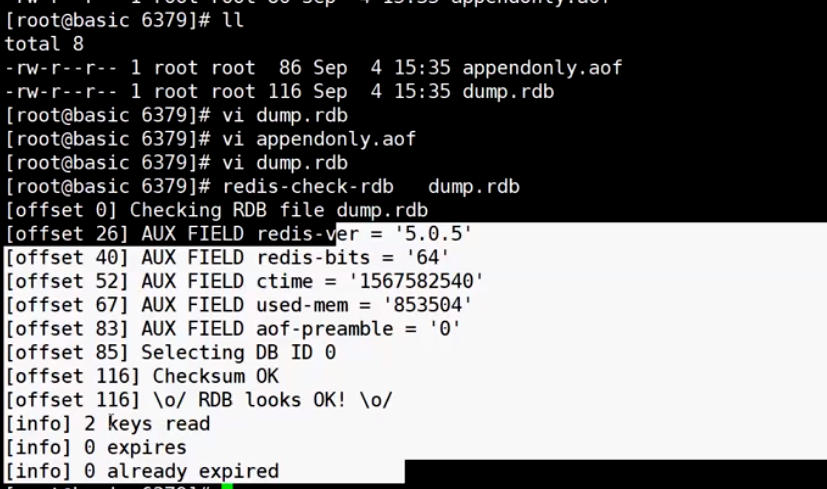 [root@basic 6379]# ll
total 8
-rw-r--r-- 1 root root  86 Sep  4 15:35 appendonly.aof
-rw-r--r-- 1 root root 116 Sep  4 15:35 dump.rdb
[root@basic 6379]# vi dump.rdb
[root@basic 6379]# vi appendonly.aof
[root@basic 6379]# vi dump.rdb
[root@basic 6379]# redis-check-rdb   dump.rdb
[offset 0] Checking RDB file dump.rdb
[offset 26] AUX FIELD redis-ver = '5.0.5'
[offset 40] AUX FIELD redis-bits = '64'
[offset 52] AUX FIELD ctime = '1567582540'
[offset 67] AUX FIELD used-mem = '853504'
[offset 83] AUX FIELD aof-preamble = '0'
[offset 85] Selecting DB ID 0
[offset 116] Checksum OK
[offset 116] \o/ RDB looks OK! \o/
[info] 2 keys read
[info] 0 expires
[info] 0 already expired